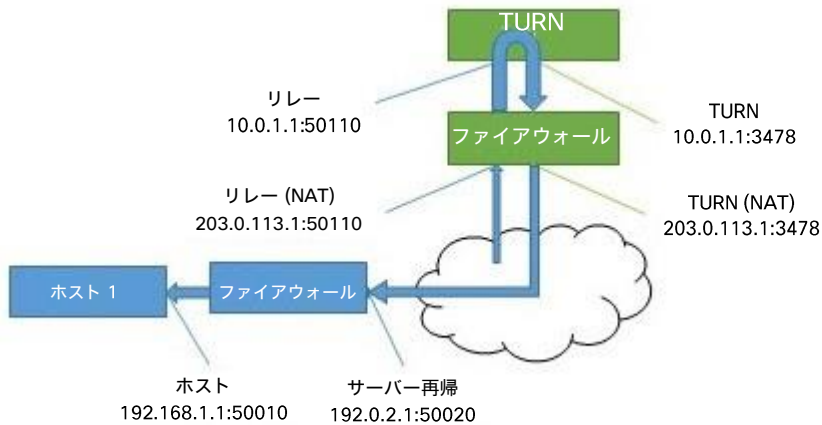 TURN
リレー
10.0.1.1:50110
TURN
10.0.1.1:3478
ファイアウォール
リレー (NAT)
203.0.113.1:50110
TURN (NAT)
203.0.113.1:3478
ホスト 1
ファイアウォール
ホスト
192.168.1.1:50010
サーバー再帰
192.0.2.1:50020